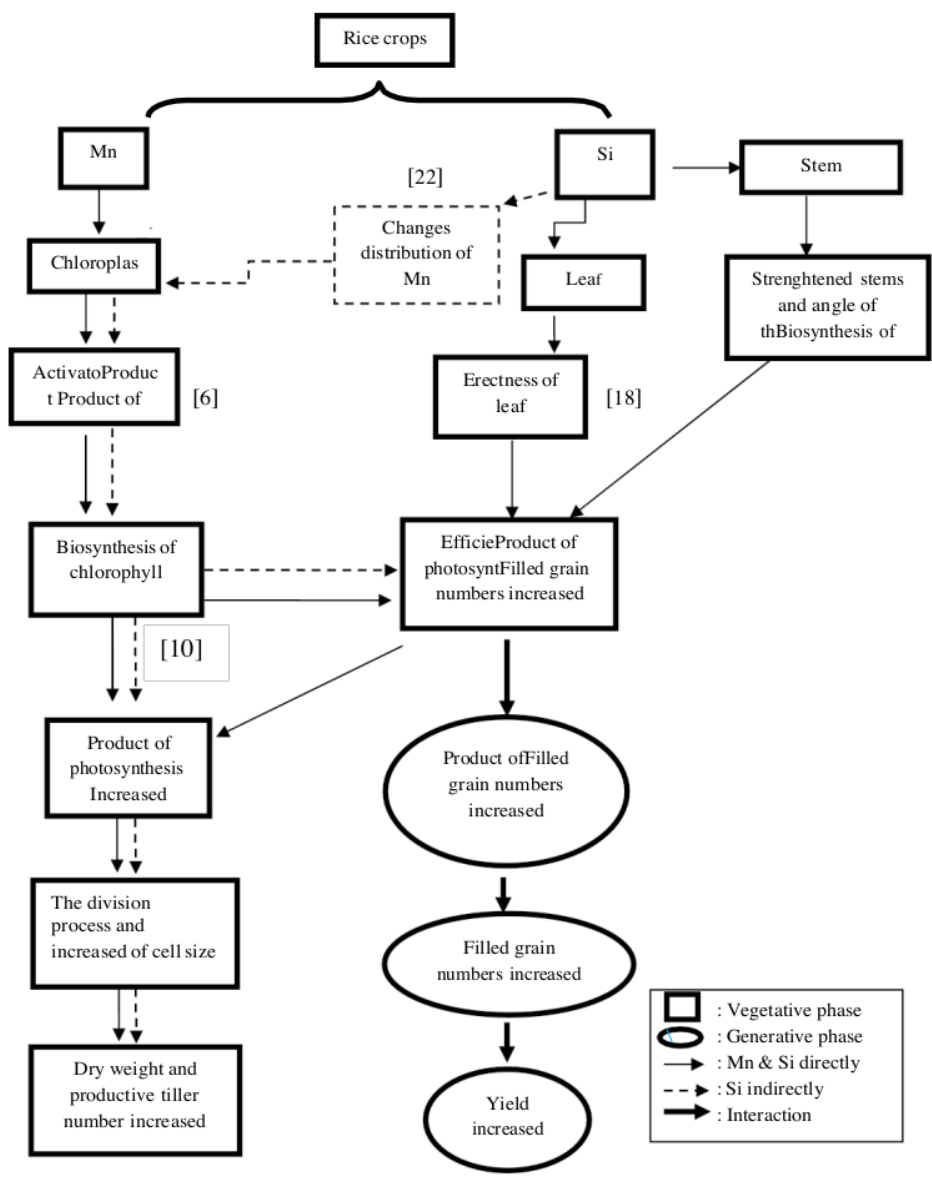 Rice crops
Mn
Si
Stem
[22]
Changes
distribution of
Mn
Chloroplas
Leaf
Strenghtened stems
and angle of
thBiosynthesis of
ActivatoProduc
t Product of
[6]
Erectness of
leaf
[18]
Biosynthesis of
chlorophyll
EfficieProduct of
photosyntFilled grain
numbers increased
[10]
Product of
photosynthesis
Increased
Product ofFilled
grain numbers
increased
The division
process and
increased of cell size
Filled grain
numbers increased
Dry weight and
productive tiller
number increased
Yield
increased
: Vegetative phase
: Generative phase
: Mn & Si directly
: Si indirectly
: Interaction